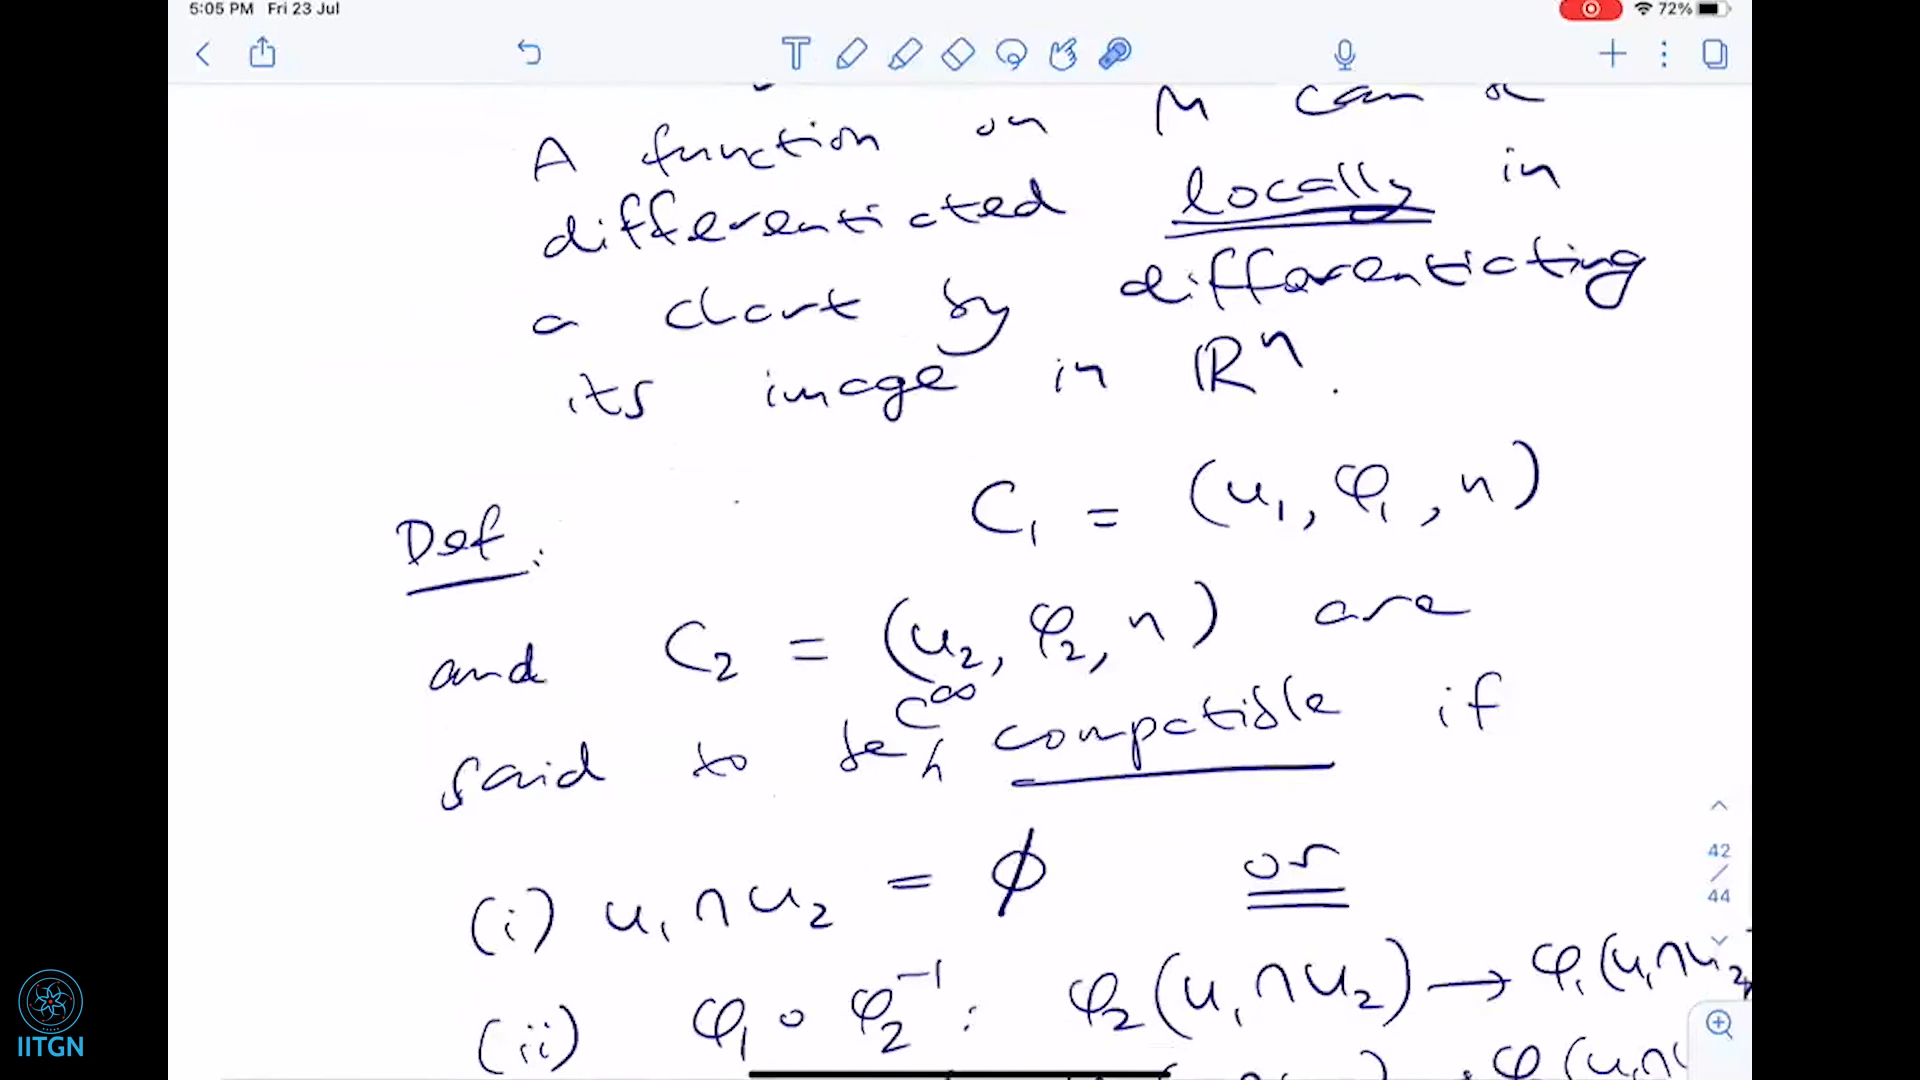 5:05 PM Fri 23 Jul 72%
A function on M can
differentiated locally in
a chart by differentiating
its image in ℝⁿ.
Def: C₁ = (u₁, φ₁, n)
and C₂ = (u₂, φ₂, n) are
said to be C^∞ compatible if
(i) u₁ ∩ u₂ = ∅ or
(ii) φ₁ ∘ φ₂⁻¹ : φ₂(u₁ ∩ u₂) → φ₁(u₁ ∩ u₂
φ (u₁ ∩
42
/
44
IITGN